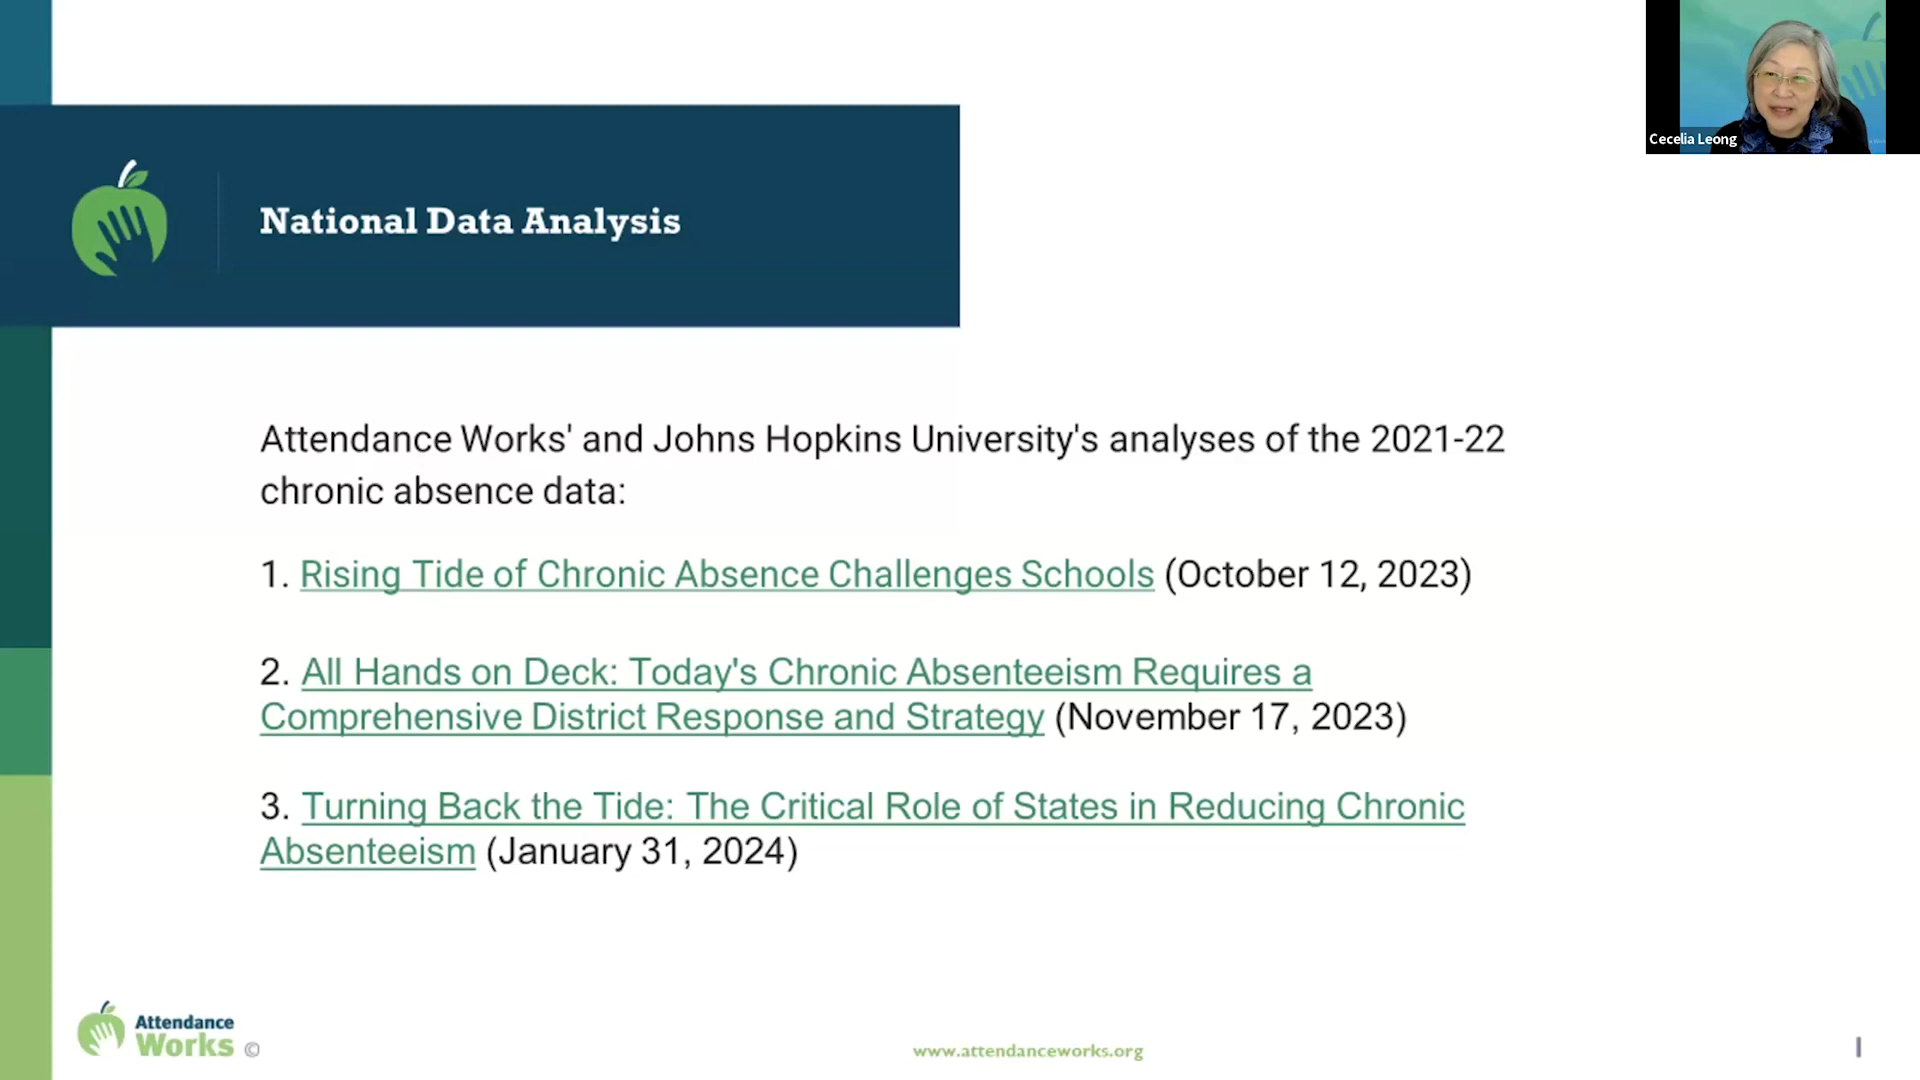 Cecelia Leong
National Data Analysis
Attendance Works' and Johns Hopkins University's analyses of the 2021-22
chronic absence data:
1. Rising Tide of Chronic Absence Challenges Schools (October 12, 2023)
2. All Hands on Deck: Today's Chronic Absenteeism Requires a
Comprehensive District Response and Strategy (November 17, 2023)
3. Turning Back the Tide: The Critical Role of States in Reducing Chronic
Absenteeism (January 31, 2024)
Attendance
Works ©
www.attendanceworks.org